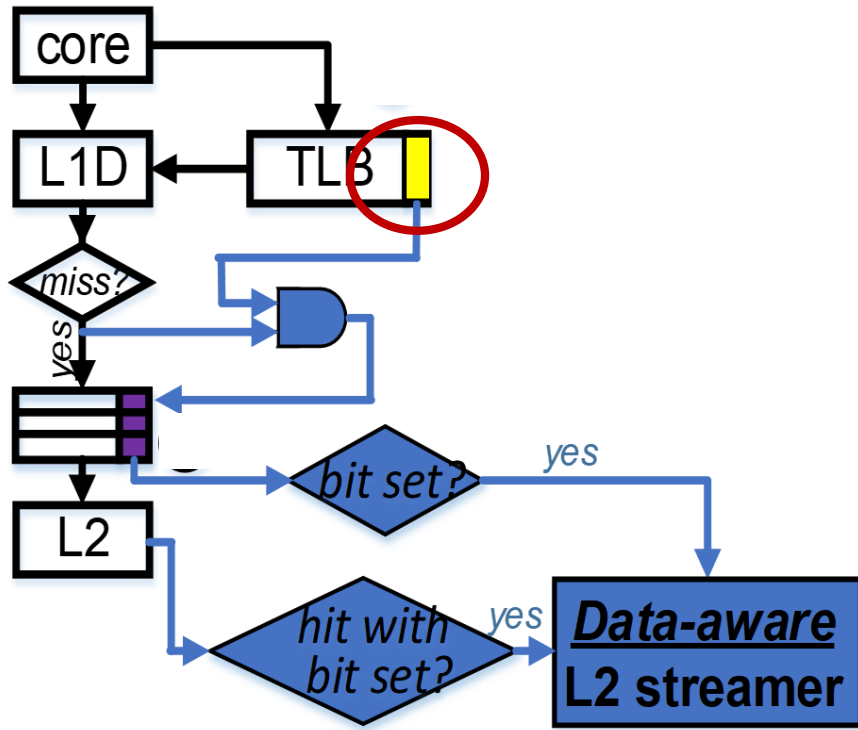 core
L1D
TLB
miss?
yes
bit set?
yes
L2
hit with
bit set?
yes
Data-aware
L2 streamer